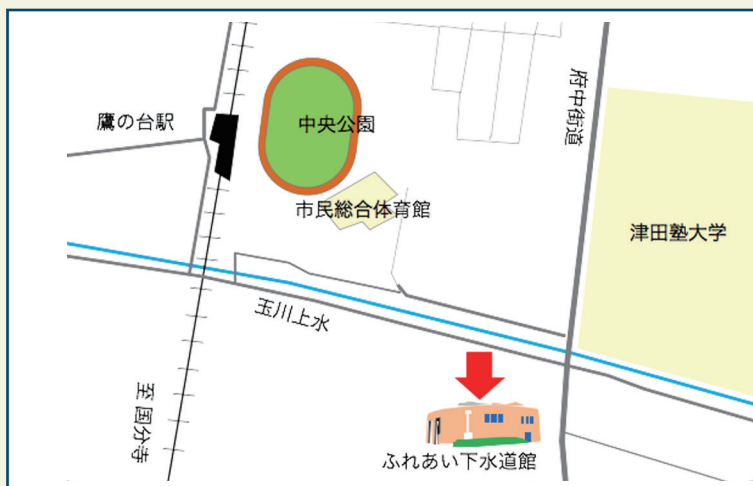 鷹の台駅
中央公園
府中街道
市民総合体育館
津田塾大学
玉川上水
至 国分寺
ふれあい下水道館